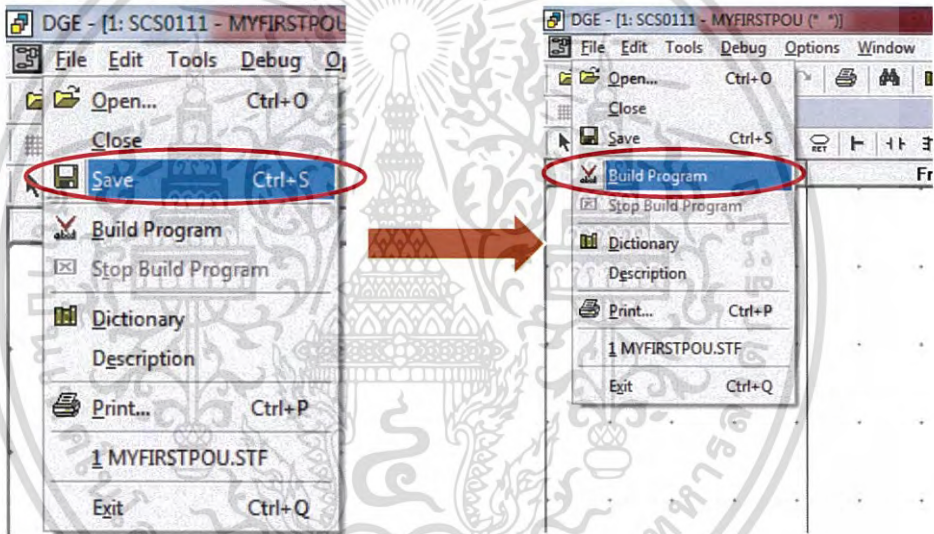 DGE - [1: SCS0111 - MYFIRSTPOU
File Edit Tools Debug
Open... Ctrl+O
Close
Save Ctrl+S
Build Program
Stop Build Program
Dictionary
Description
Print... Ctrl+P
1 MYFIRSTPOU.STF
Exit Ctrl+Q
DGE - [1: SCS0111 - MYFIRSTPOU (* *)]
File Edit Tools Debug Options Window
Open... Ctrl+O
Close
Save Ctrl+S
RET
Build Program
Stop Build Program
Dictionary
Description
Print... Ctrl+P
1 MYFIRSTPOU.STF
Exit Ctrl+Q